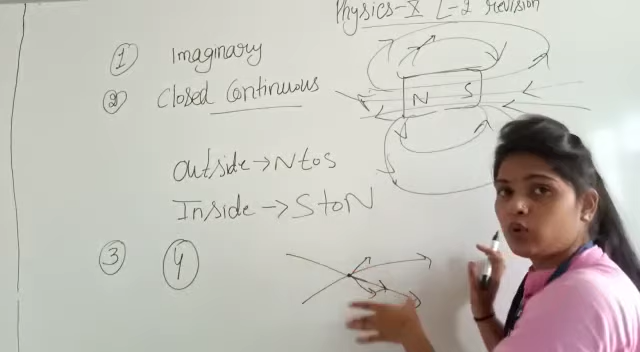 Physics-X L-2 revision
① Imaginary
② Closed Continuous
N S
Outside → N to S
Inside → S to N
③ ④